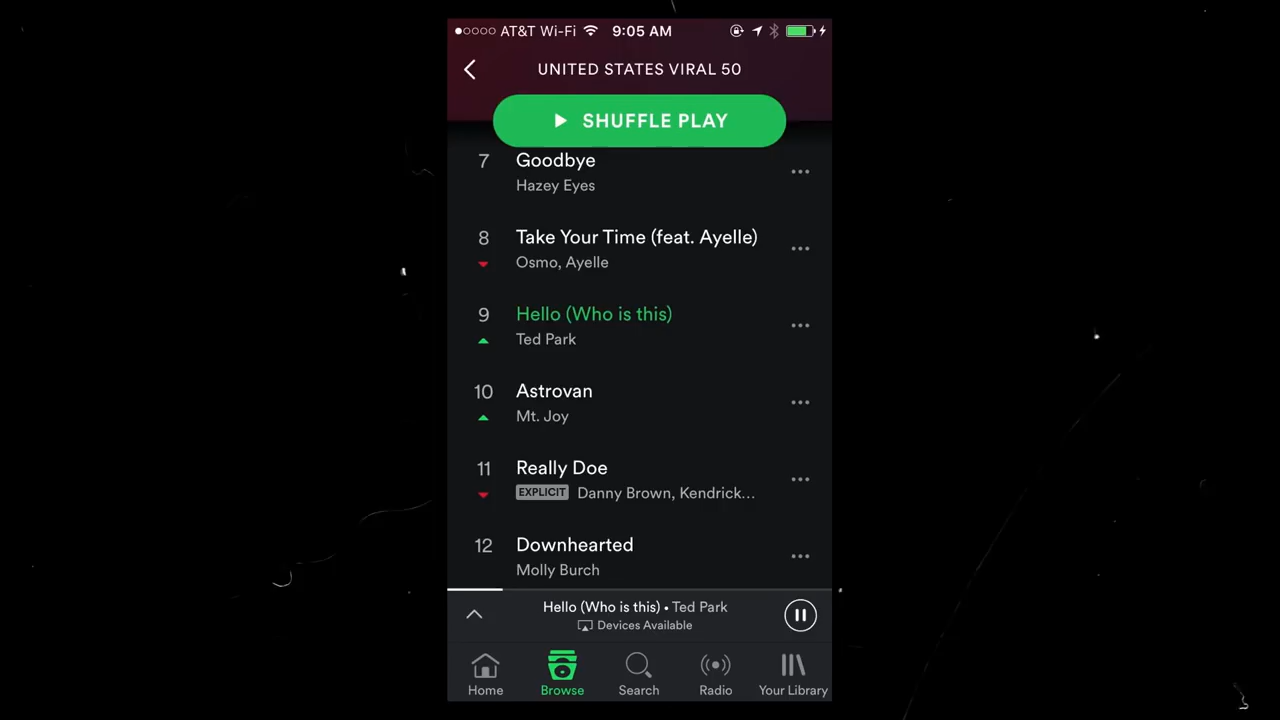 AT&T Wi-Fi 9:05 AM
UNITED STATES VIRAL 50
SHUFFLE PLAY
7 Goodbye
Hazey Eyes
8 Take Your Time (feat. Ayelle)
Osmo, Ayelle
9 Hello (Who is this)
Ted Park
10 Astrovan
Mt. Joy
11 Really Doe
EXPLICIT Danny Brown, Kendrick...
12 Downhearted
Molly Burch
Hello (Who is this) • Ted Park
Devices Available
Home Browse Search Radio Your Library